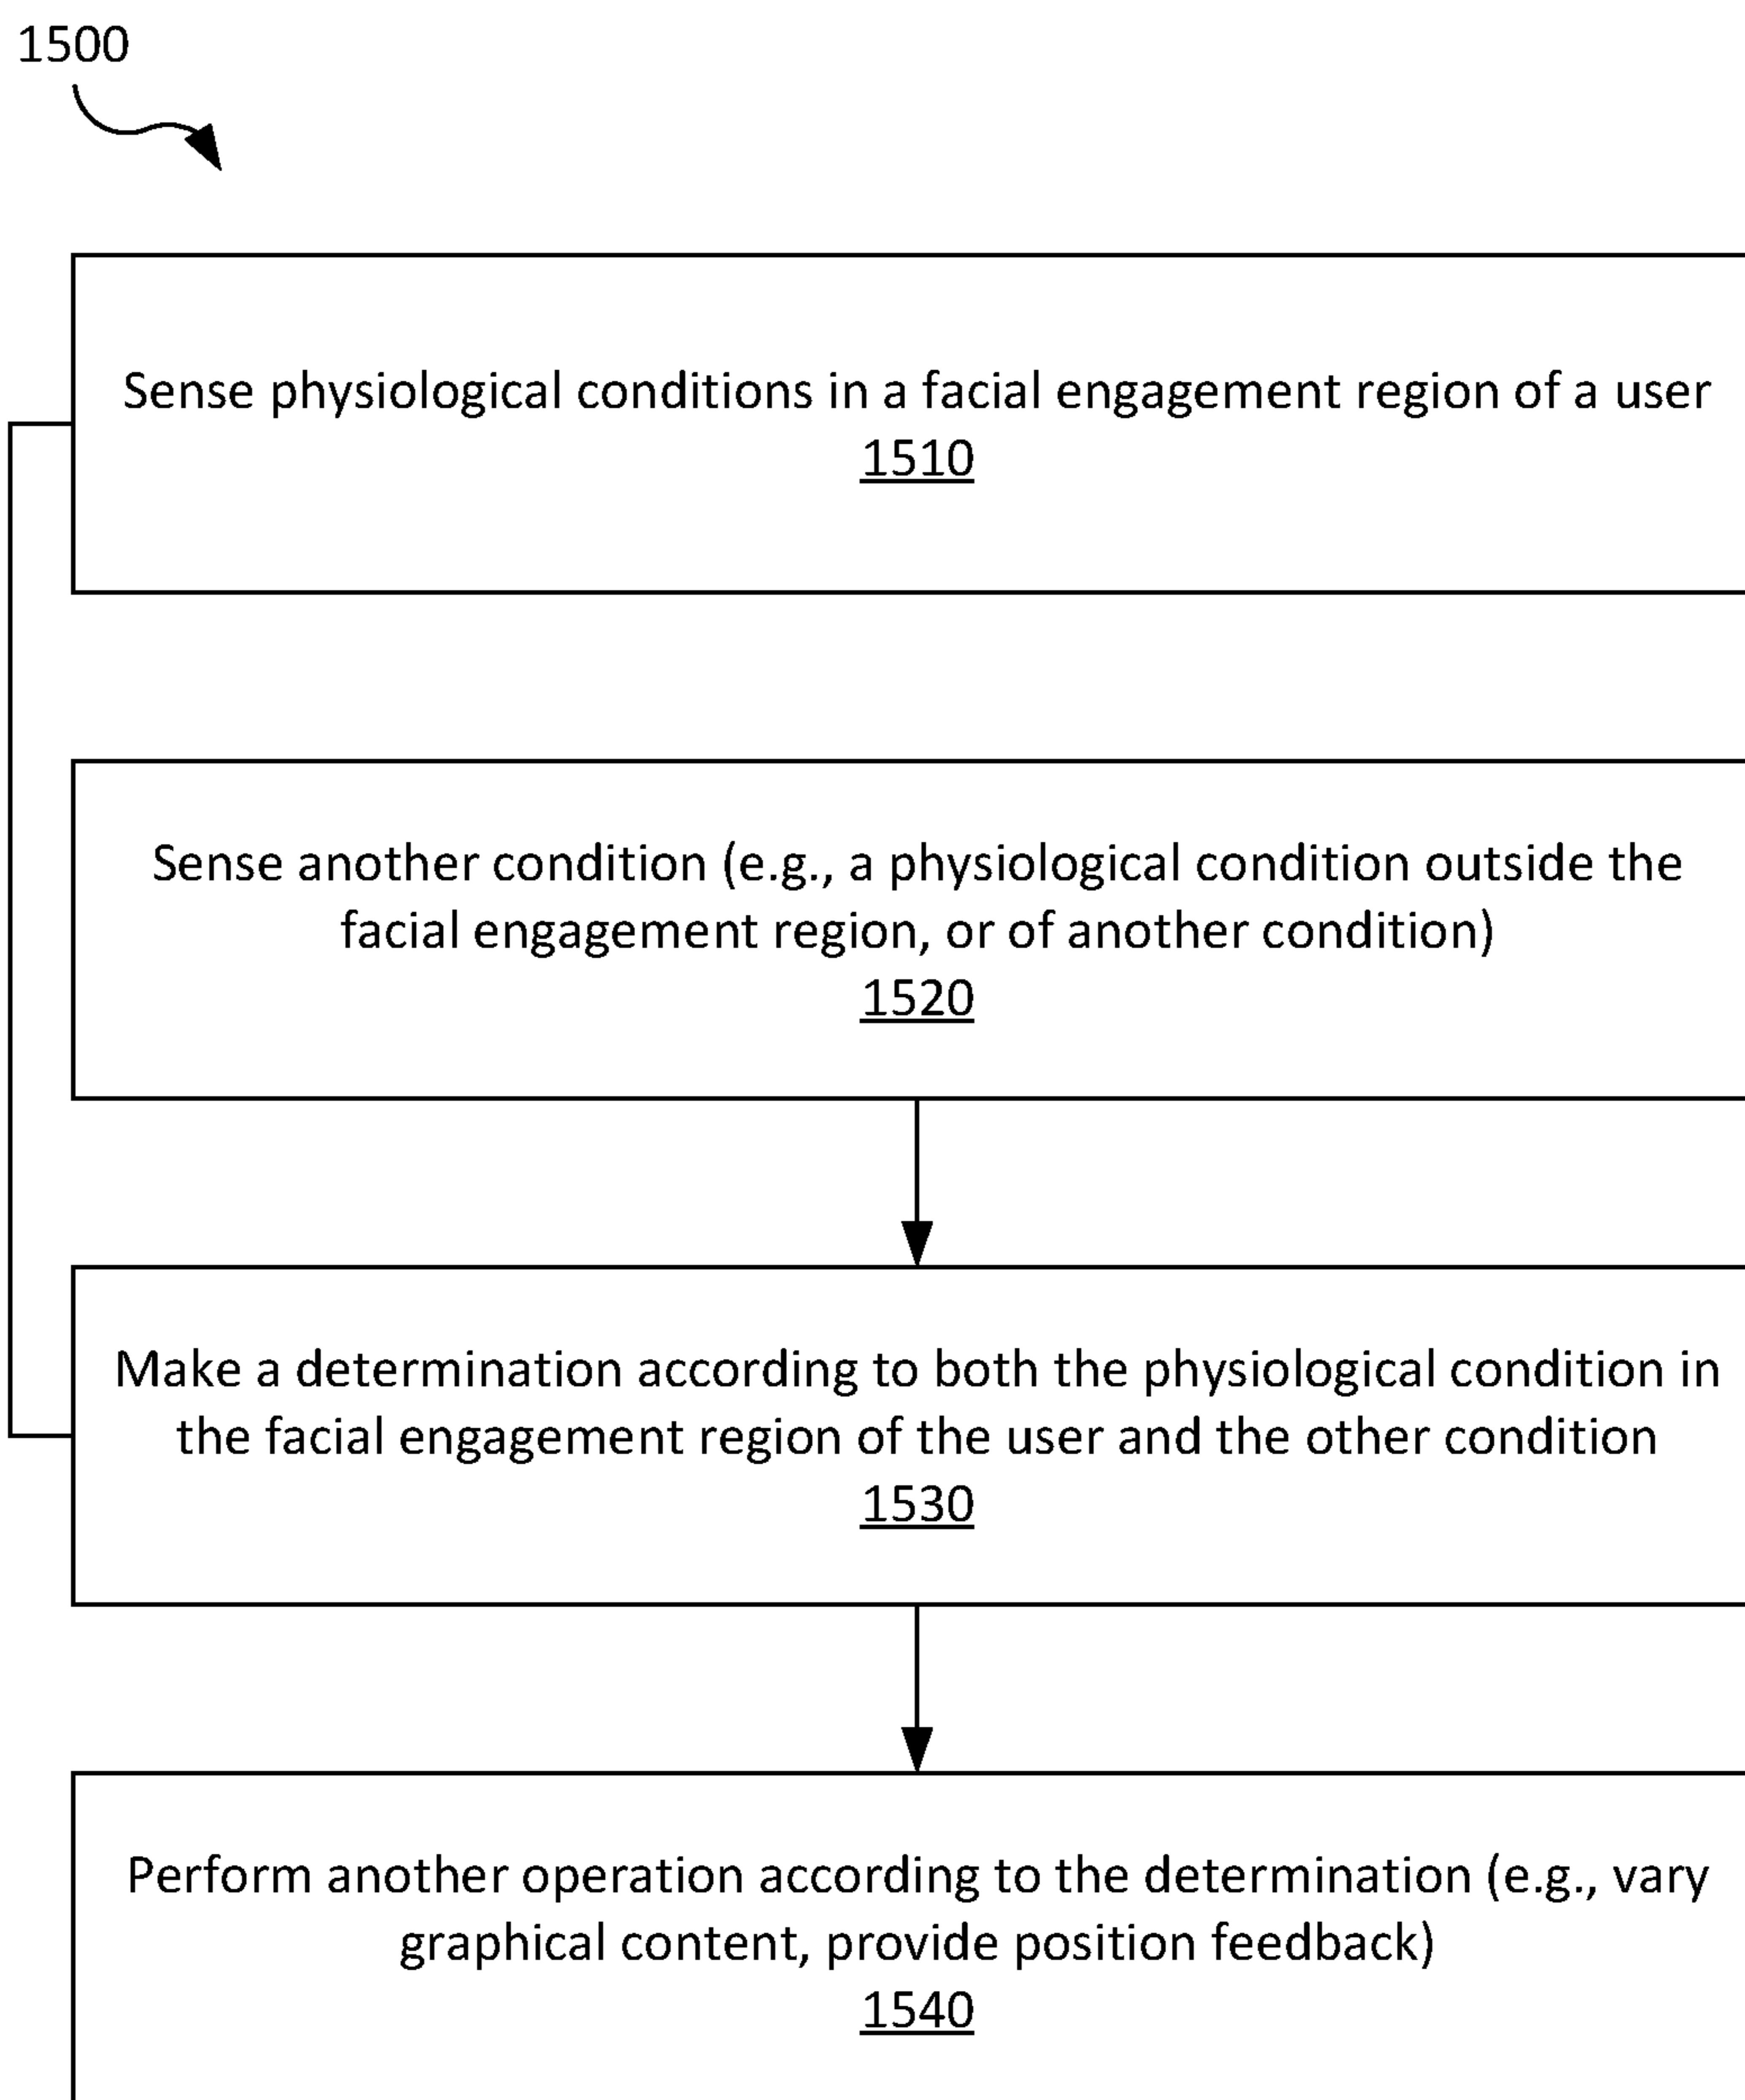 1500
Sense physiological conditions in a facial engagement region of a user
1510
Sense another condition (e.g., a physiological condition outside the
facial engagement region, or of another condition)
1520
Make a determination according to both the physiological condition in
the facial engagement region of the user and the other condition
1530
Perform another operation according to the determination (e.g., vary
graphical content, provide position feedback)
1540